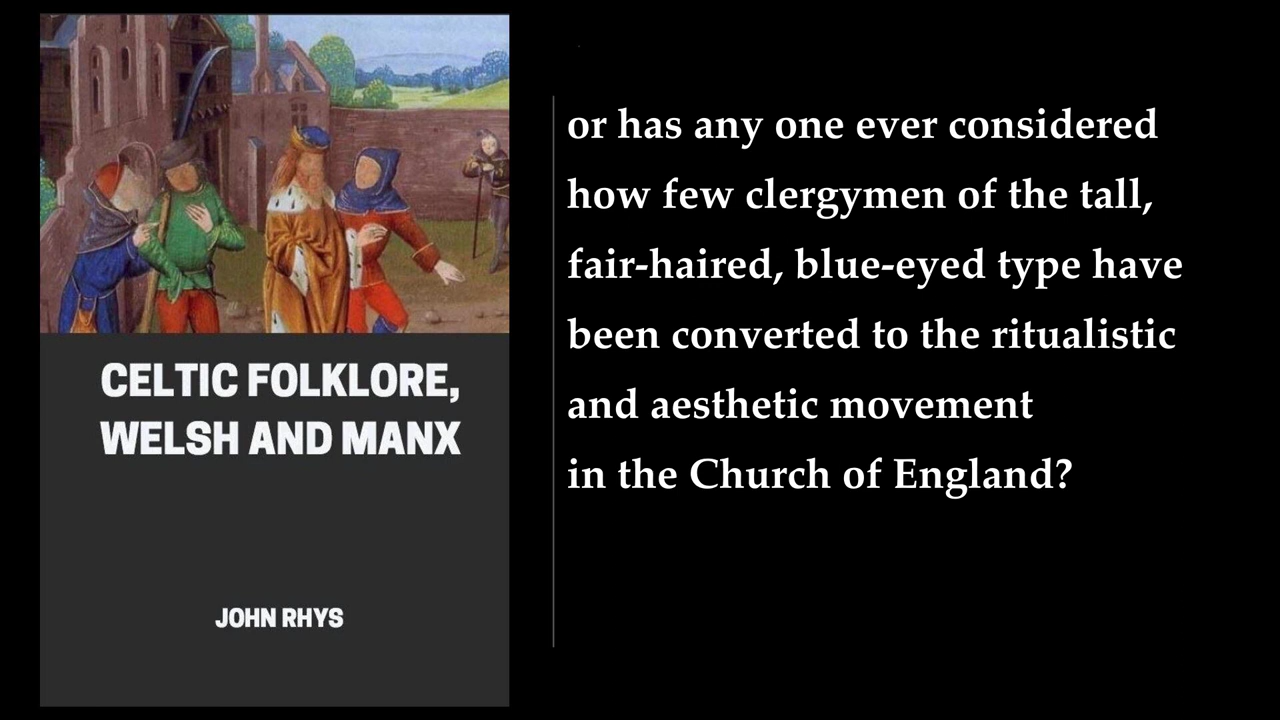 CELTIC FOLKLORE,
WELSH AND MANX
JOHN RHYS
or has any one ever considered
how few clergymen of the tall,
fair-haired, blue-eyed type have
been converted to the ritualistic
and aesthetic movement
in the Church of England?